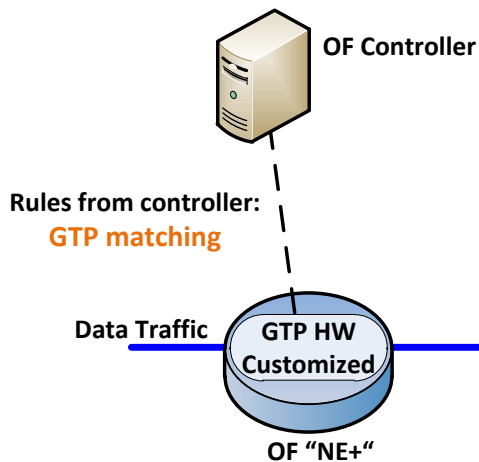 OF Controller
Rules from controller:
GTP matching
Data Traffic
GTP HW
Customized
OF “NE+“